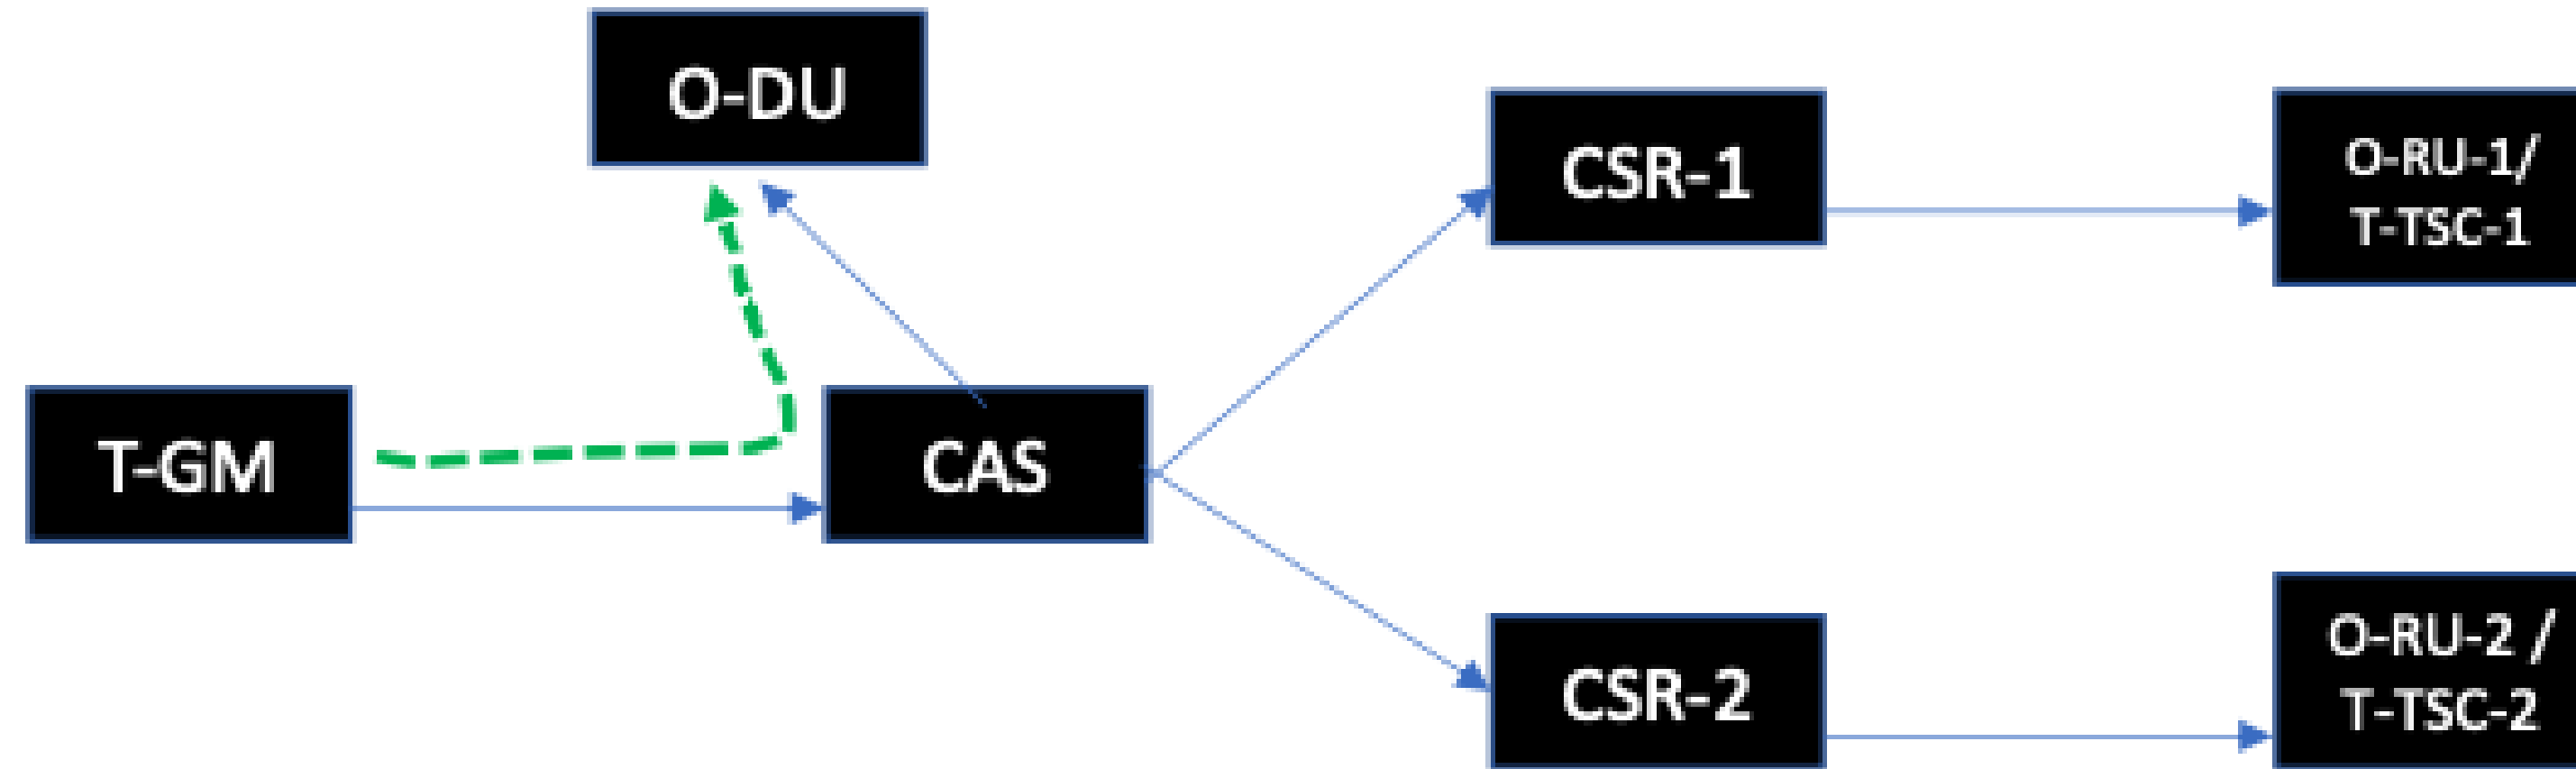 O-DU
CSR-1
O-RU-1/
T-TSC-1
T-GM
CAS
CSR-2
O-RU-2 /
T-TSC-2